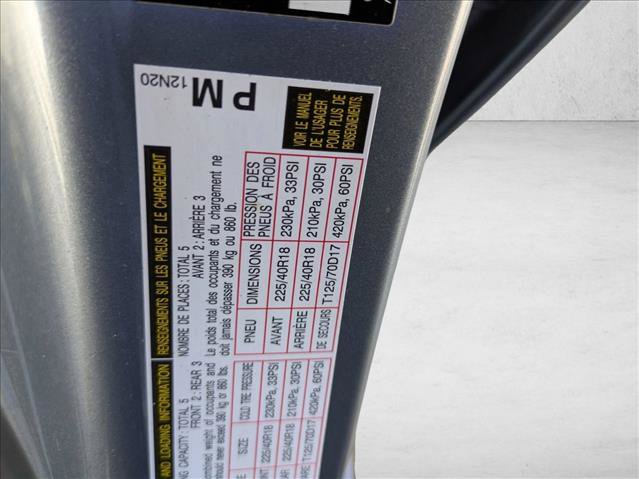 AND LOADING INFORMATION
NG CAPACITY: TOTAL 5
FRONT 2: REAR 3
combined weight of occupants and
should never exceed 390 kg or 860 lbs.
SIZE COLD TIRE PRESSURE
225/40R18 230kPa, 33PSI
225/40R18 210kPa, 30PSI
T125/70D17 420kPa, 60PSI
RENSEIGNEMENTS SUR LES PNEUS ET LE CHARGEMENT
NOMBRE DE PLACES: TOTAL 5
AVANT 2: ARRIÈRE 3
Le poids total des occupants et du chargement ne
doit jamais dépasser 390 kg ou 860 lb.
PNEU DIMENSIONS PRESSION DES
PNEUS A FROID
AVANT 225/40R18 230kPa, 33PSI
ARRIÈRE 225/40R18 210kPa, 30PSI
DE SECOURS T125/70D17 420kPa, 60PSI
VOIR LE MANUEL
DE L'USAGER
POUR PLUS DE
RENSEIGNEMENTS.
PM
12N20